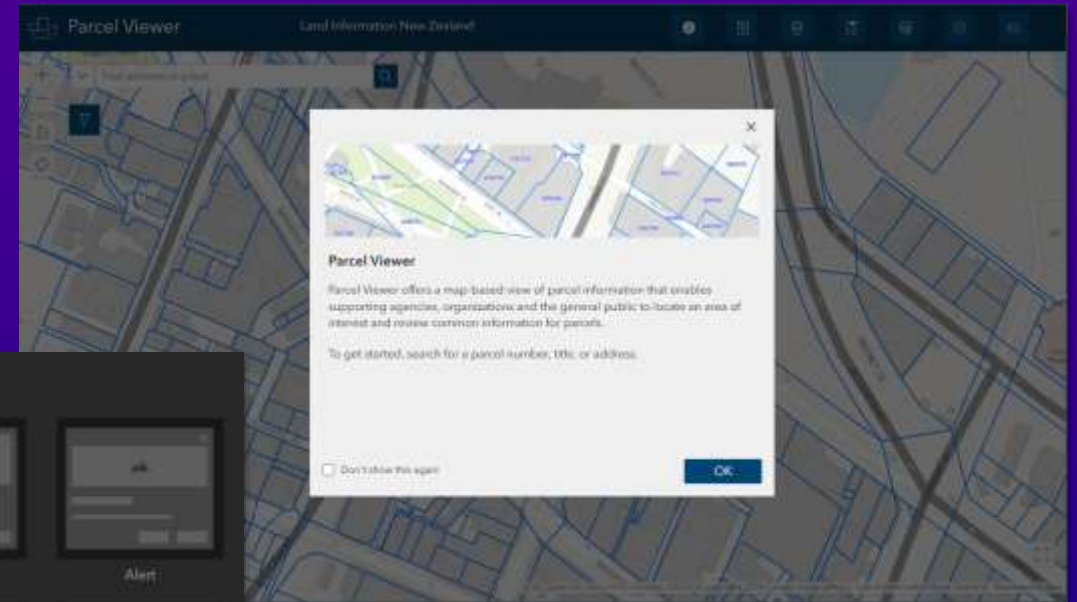 Parcel Viewer
Land Information New Zealand
Parcel Viewer
Parcel Viewer offers a map-based view of parcel information that enables
supporting agencies, organizations and the general public to locate an area of
interest and review common information for parcels.
To get started, search for a parcel number, title, or address.
Don't show this again
OK
Alert